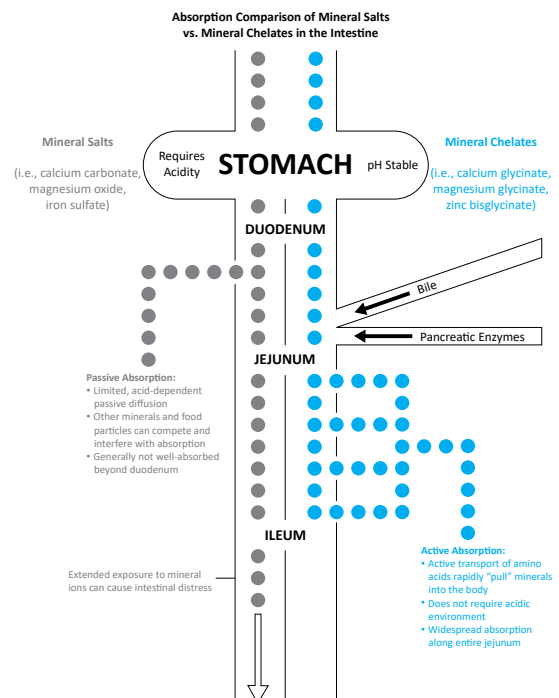 Absorption Comparison of Mineral Salts
vs. Mineral Chelates in the Intestine
Mineral Salts
(i.e., calcium carbonate,
magnesium oxide,
iron sulfate)
Requires
Acidity
STOMACH
pH Stable
Mineral Chelates
(i.e., calcium glycinate,
magnesium glycinate,
zinc bisglycinate)
DUODENUM
Bile
Pancreatic Enzymes
JEJUNUM
Passive Absorption:
• Limited, acid-dependent
passive diffusion
• Other minerals and food
particles can compete and
interfere with absorption
• Generally not well-absorbed
beyond duodenum
ILEUM
Extended exposure to mineral
ions can cause intestinal distress
Active Absorption:
• Active transport of amino
acids rapidly “pull” minerals
into the body
• Does not require acidic
environment
• Widespread absorption
along entire jejunum